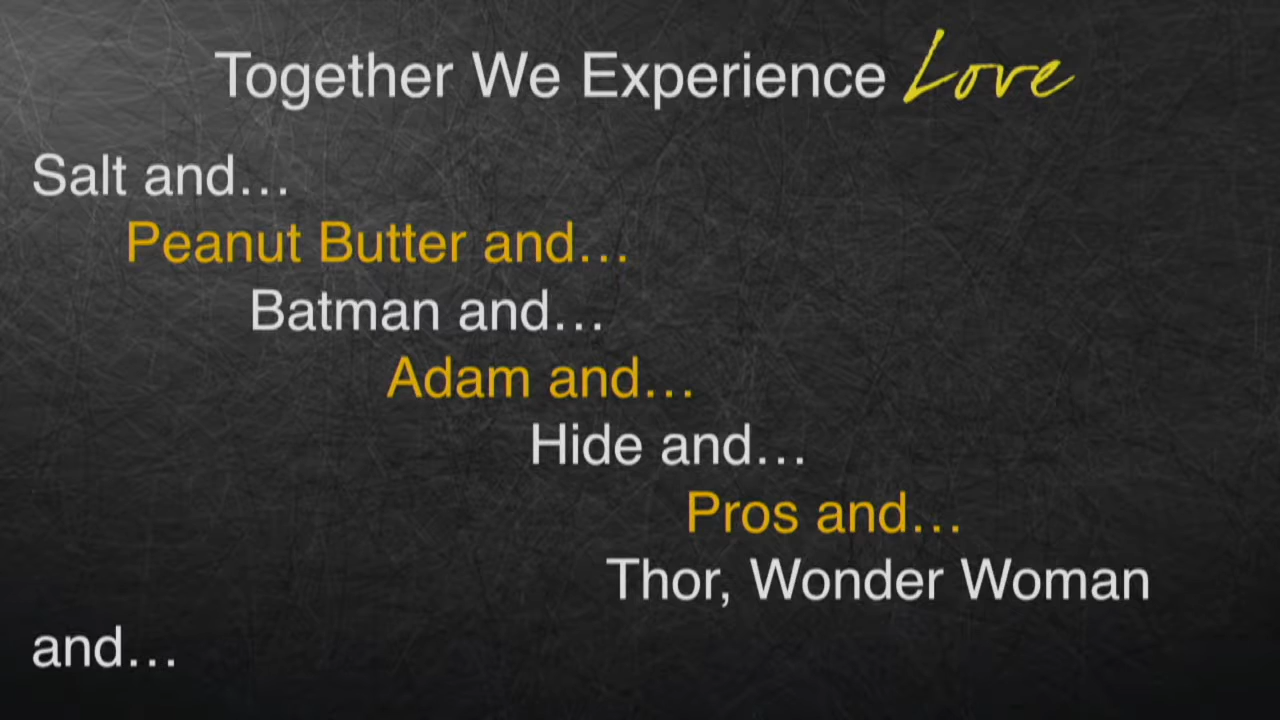 Together We Experience Love
Salt and…
Peanut Butter and…
Batman and…
Adam and…
Hide and…
Pros and…
Thor, Wonder Woman
and…